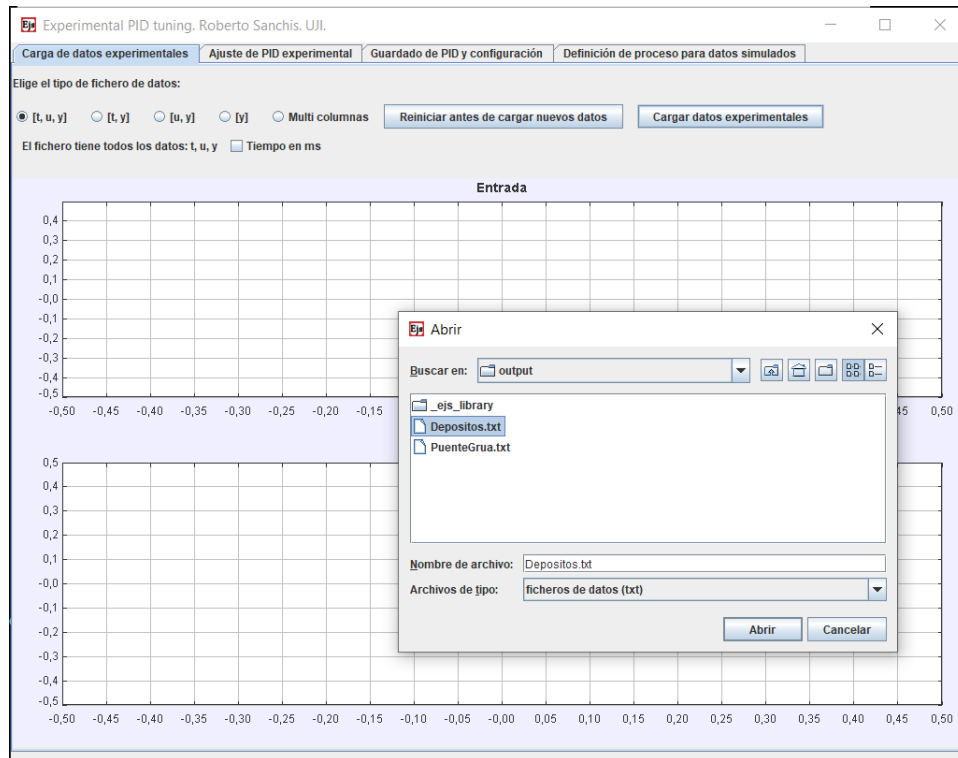 Ejs Experimental PID tuning. Roberto Sanchis. UJI.
Carga de datos experimentales Ajuste de PID experimental Guardado de PID y configuración Definición de proceso para datos simulados
Elige el tipo de fichero de datos:
[t, u, y] [t, y] [u, y] [y] Multi columnas Reiniciar antes de cargar nuevos datos Cargar datos experimentales
El fichero tiene todos los datos: t, u, y Tiempo en ms
Entrada
0,4
0,3
0,2
0,1
-0,0
-0,1
-0,2
-0,3
-0,4
-0,5
-0,50 -0,45 -0,40 -0,35 -0,30 -0,25 -0,20 -0,15 45 0,50
Ejs Abrir
Buscar en: output
_ejs_library
Depositos.txt
PuenteGrua.txt
Nombre de archivo: Depositos.txt
Archivos de tipo: ficheros de datos (txt)
Abrir Cancelar
0,5
0,4
0,3
0,2
0,1
-0,0
-0,1
-0,2
-0,3
-0,4
-0,5
-0,50 -0,45 -0,40 -0,35 -0,30 -0,25 -0,20 -0,15 -0,10 -0,05 -0,00 0,05 0,10 0,15 0,20 0,25 0,30 0,35 0,40 0,45 0,50